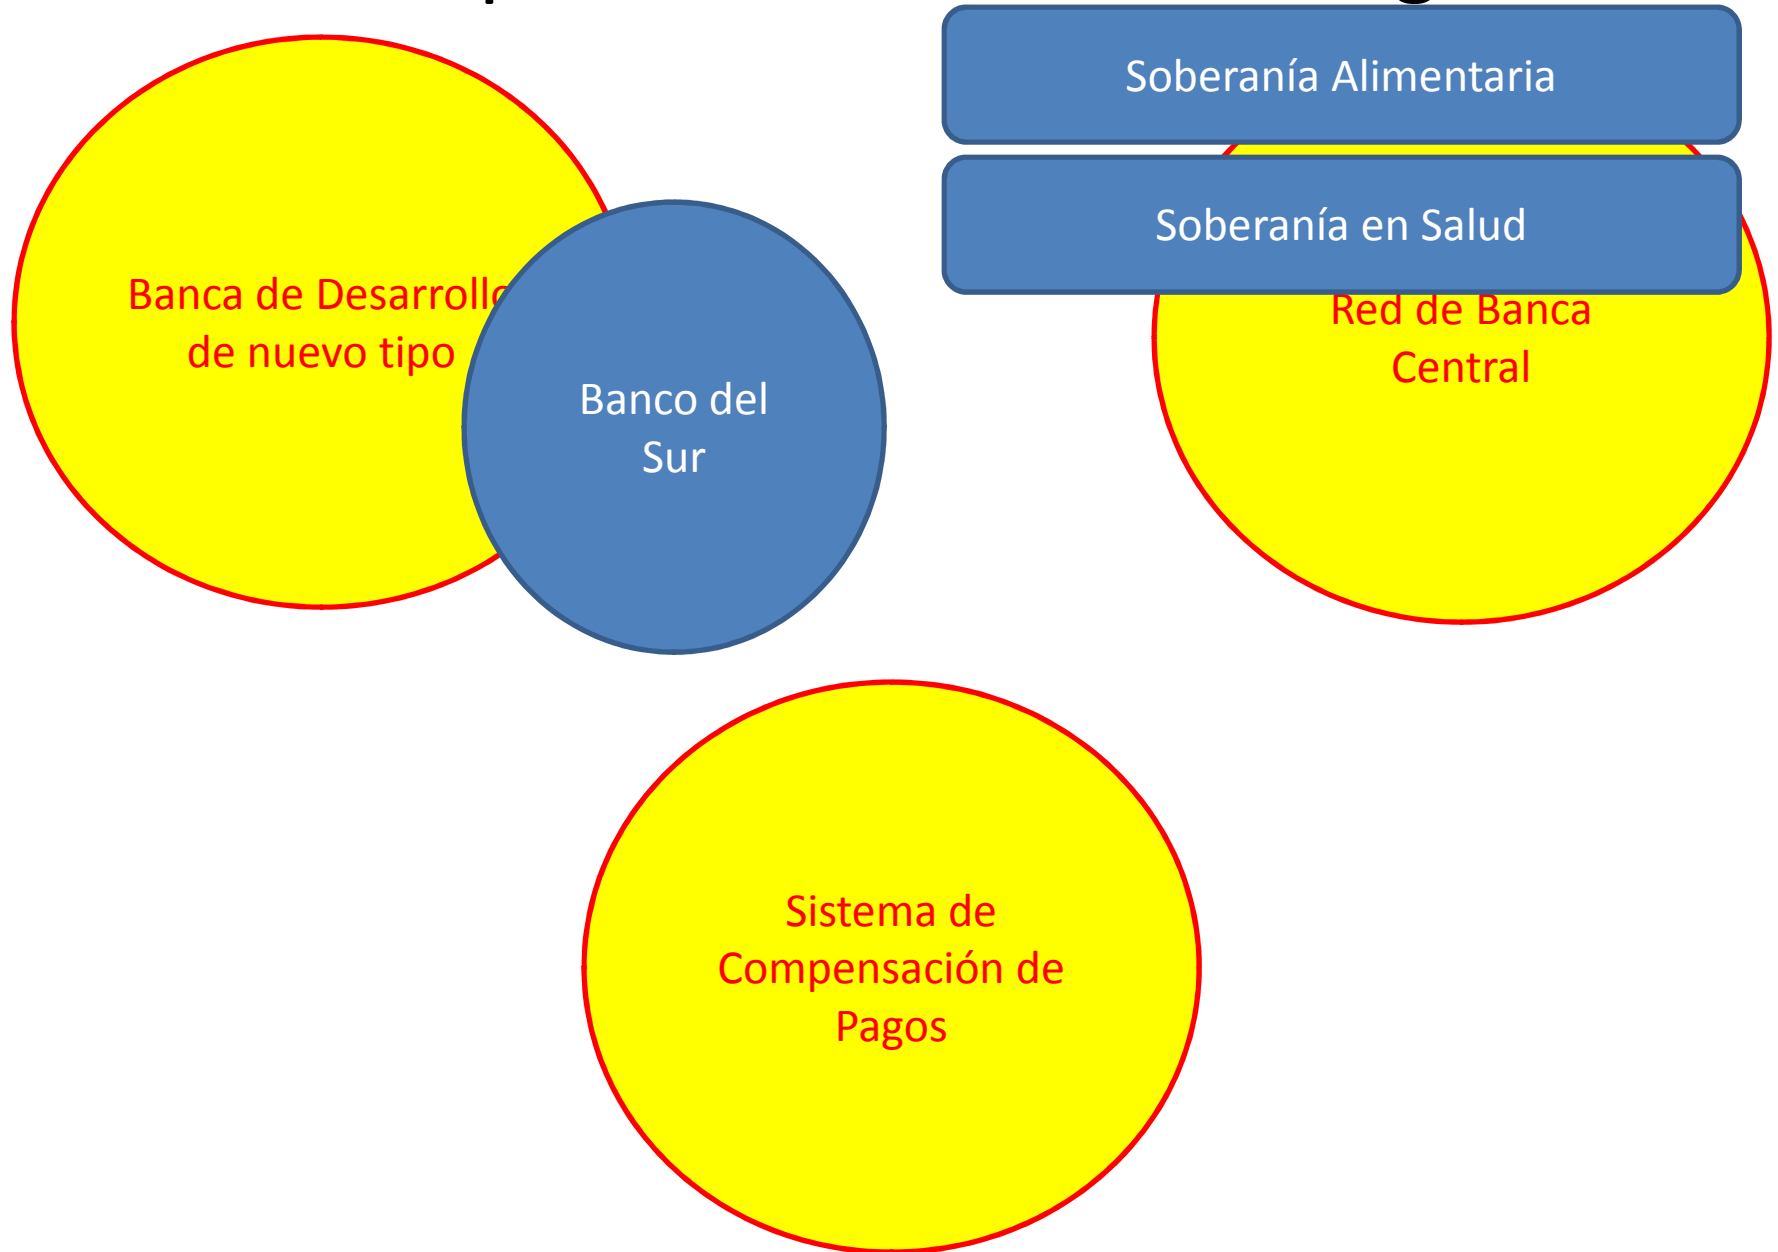 Soberanía Alimentaria
Soberanía en Salud
Banca de Desarrollo
de nuevo tipo
Red de Banca
Central
Banco del
Sur
Sistema de
Compensación de
Pagos